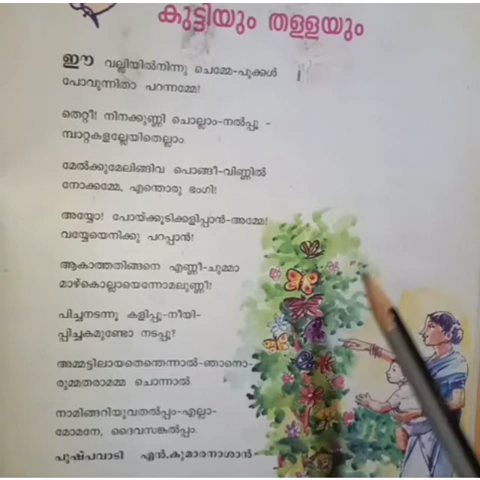 കുട്ടിയും തള്ളയും
ഈ വല്ലിയിൽനിന്നു ചെമ്മേ-പൂക്കൾ
പോവുന്നിതാ പറന്നമ്മേ!
തെറ്റീ! നിനക്കുണ്ണി ചൊല്ലാം-നൽപ്പൂ -
മ്പാറ്റകളല്ലേയിതെല്ലാം.
മേൽക്കുമേലിങ്ങിവ പൊങ്ങീ-വിണ്ണിൽ
നോക്കമ്മേ, എന്തൊരു ഭംഗി!
അയ്യോ! പോയ്ക്കൂടിക്കളിപ്പാൻ-അമ്മേ!
വയ്യേയെനിക്കു പറപ്പാൻ!
ആകാത്തതിങ്ങനെ എണ്ണീ-ചുമ്മാ
മാഴ്കൊല്ലായെന്നോമലുണ്ണീ!
പിച്ചനടന്നൂ കളിപ്പൂ-നീയി-
പ്പിച്ചകമുണ്ടോ നടപ്പൂ?
അമ്മട്ടിലായതെന്തെന്നാൽ-ഞാനൊ-
രുമ്മതരാമമ്മ ചൊന്നാൽ
നാമിങ്ങറിയുവതൽപ്പം-എല്ലാ-
മോമനേ, ദൈവസങ്കൽപ്പം.
പുഷ്പവാടി എൻ.കുമാരനാശാൻ